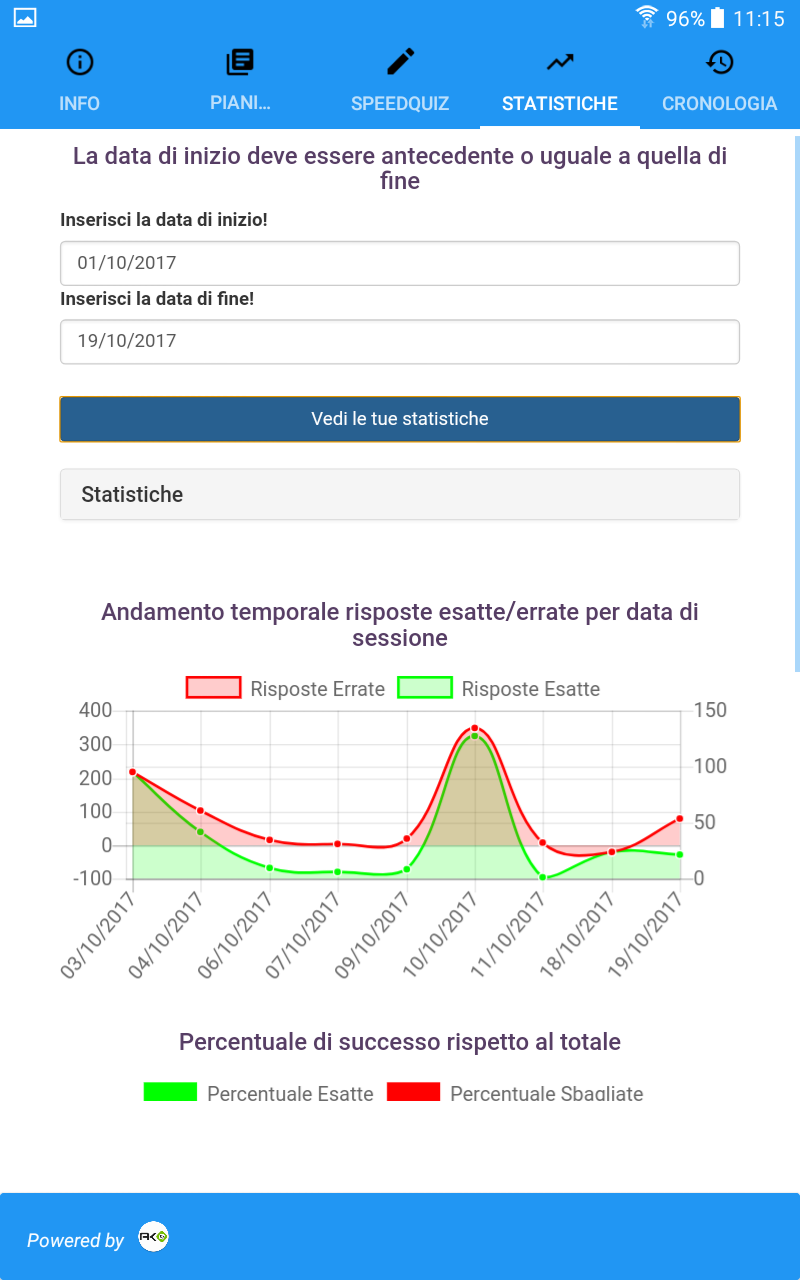 96% 11:15
INFO PIANI... SPEEDQUIZ STATISTICHE CRONOLOGIA
La data di inizio deve essere antecedente o uguale a quella di
fine
Inserisci la data di inizio!
01/10/2017
Inserisci la data di fine!
19/10/2017
Vedi le tue statistiche
Statistiche
Andamento temporale risposte esatte/errate per data di
sessione
Risposte Errate Risposte Esatte
400 150
300
200 100
100
0 50
-100 0
03/10/2017 04/10/2017 06/10/2017 07/10/2017 09/10/2017 10/10/2017 11/10/2017 18/10/2017 19/10/2017
Percentuale di successo rispetto al totale
Percentuale Esatte Percentuale Sbagliate
Powered by